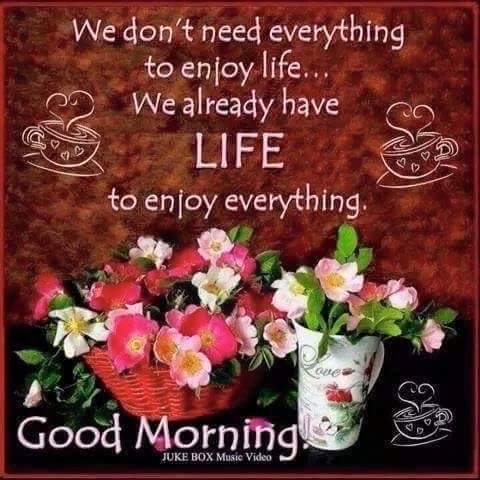 We don't need everything
to enjoy life...
We already have
LIFE
to enjoy everything.
Love
Good Morning!
JUKE BOX Music Video